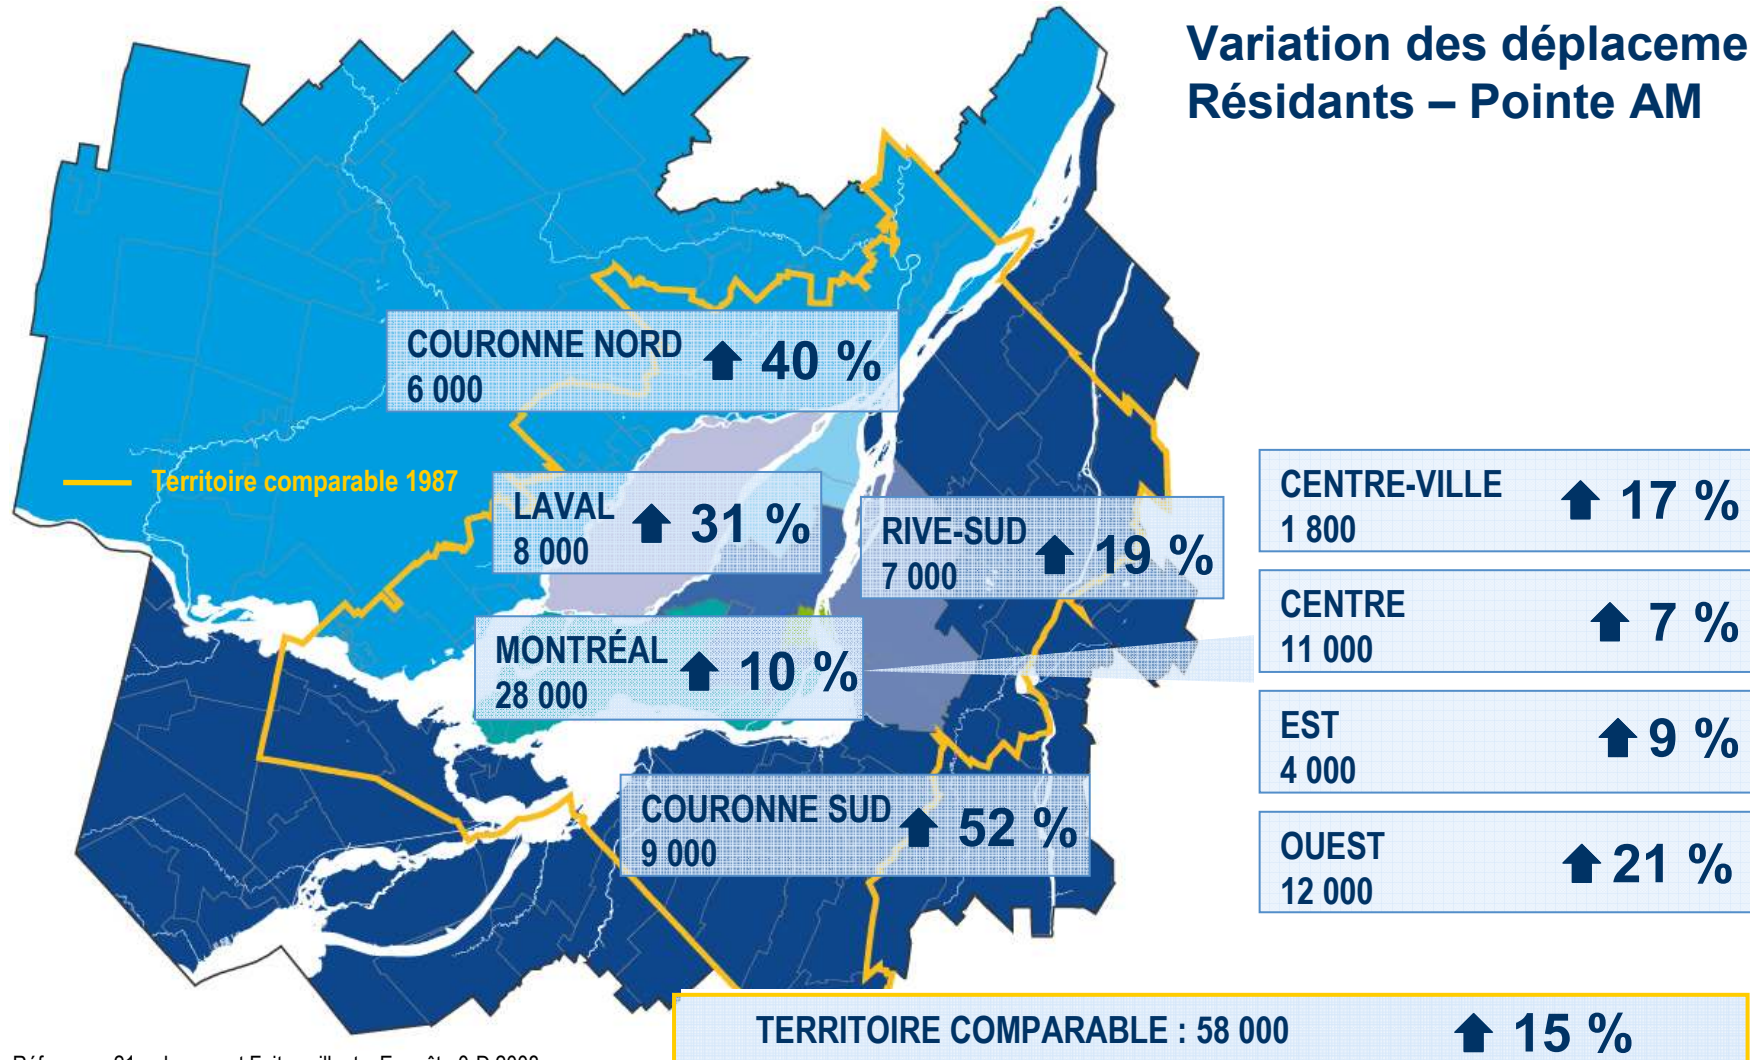 Variation des déplaceme
Résidants – Pointe AM
COURONNE NORD
6 000
40 %
Territoire comparable 1987
LAVAL
8 000
31 %
RIVE-SUD
7 000
19 %
MONTRÉAL
28 000
10 %
COURONNE SUD
9 000
52 %
CENTRE-VILLE
1 800
17 %
CENTRE
11 000
7 %
EST
4 000
9 %
OUEST
12 000
21 %
TERRITOIRE COMPARABLE : 58 000
15 %